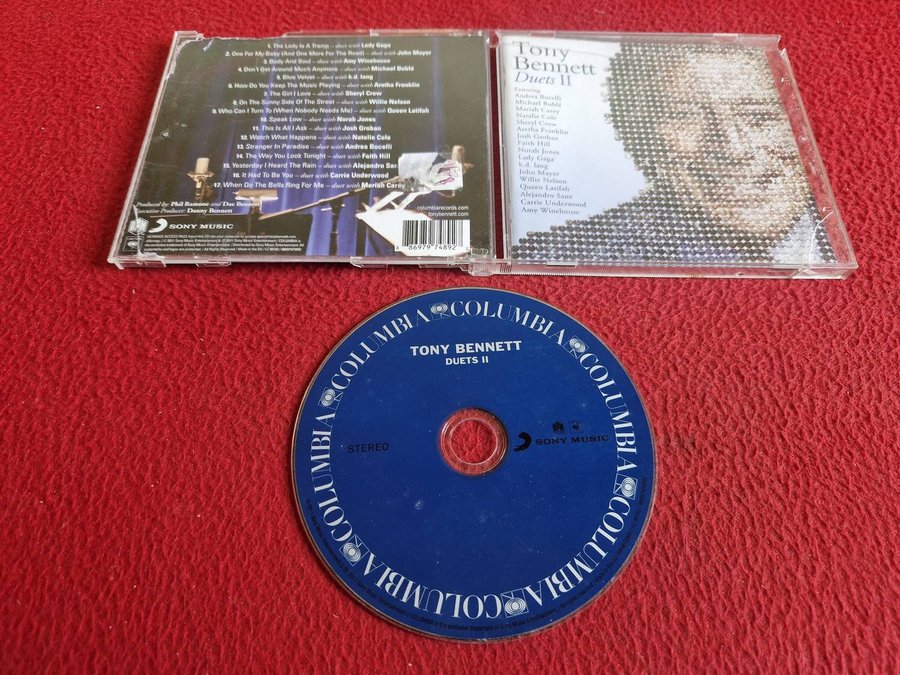 1. The Lady Is A Tramp – duet with Lady Gaga
2. One For My Baby (And One More For The Road) – duet with John Mayer
3. Body And Soul – duet with Amy Winehouse
4. Don't Get Around Much Anymore – duet with Michael Bublé
5. Blue Velvet – duet with k.d. lang
6. How Do You Keep The Music Playing – duet with Aretha Franklin
7. The Girl I Love – duet with Sheryl Crow
8. On The Sunny Side Of The Street – duet with Willie Nelson
9. Who Can I Turn To (When Nobody Needs Me) – duet with Queen Latifah
10. Speak Low – duet with Norah Jones
11. This Is All I Ask – duet with Josh Groban
12. Watch What Happens – duet with Natalie Cole
13. Stranger In Paradise – duet with Andrea Bocelli
14. The Way You Look Tonight – duet with Faith Hill
15. Yesterday I Heard The Rain – duet with Alejandro Sanz
16. It Had To Be You – duet with Carrie Underwood
17. When Do The Bells Ring For Me – duet with Mariah Carey
Produced by Phil Ramone and Dae Bennett
Executive Producer: Danny Bennett
columbiarecords.com
tonybennett.com
SONY MUSIC
8 86979 74892
Tony
Bennett
Duets II
Featuring
Andrea Bocelli
Michael Bublé
Mariah Carey
Natalie Cole
Sheryl Crow
Aretha Franklin
Josh Groban
Faith Hill
Norah Jones
Lady Gaga
k.d. lang
John Mayer
Willie Nelson
Queen Latifah
Alejandro Sanz
Carrie Underwood
Amy Winehouse
COLUMBIA COLUMBIA COLUMBIA COLUMBIA COLUMBIA COLUMBIA COLUMBIA
TONY BENNETT
DUETS II
STEREO
SONY MUSIC